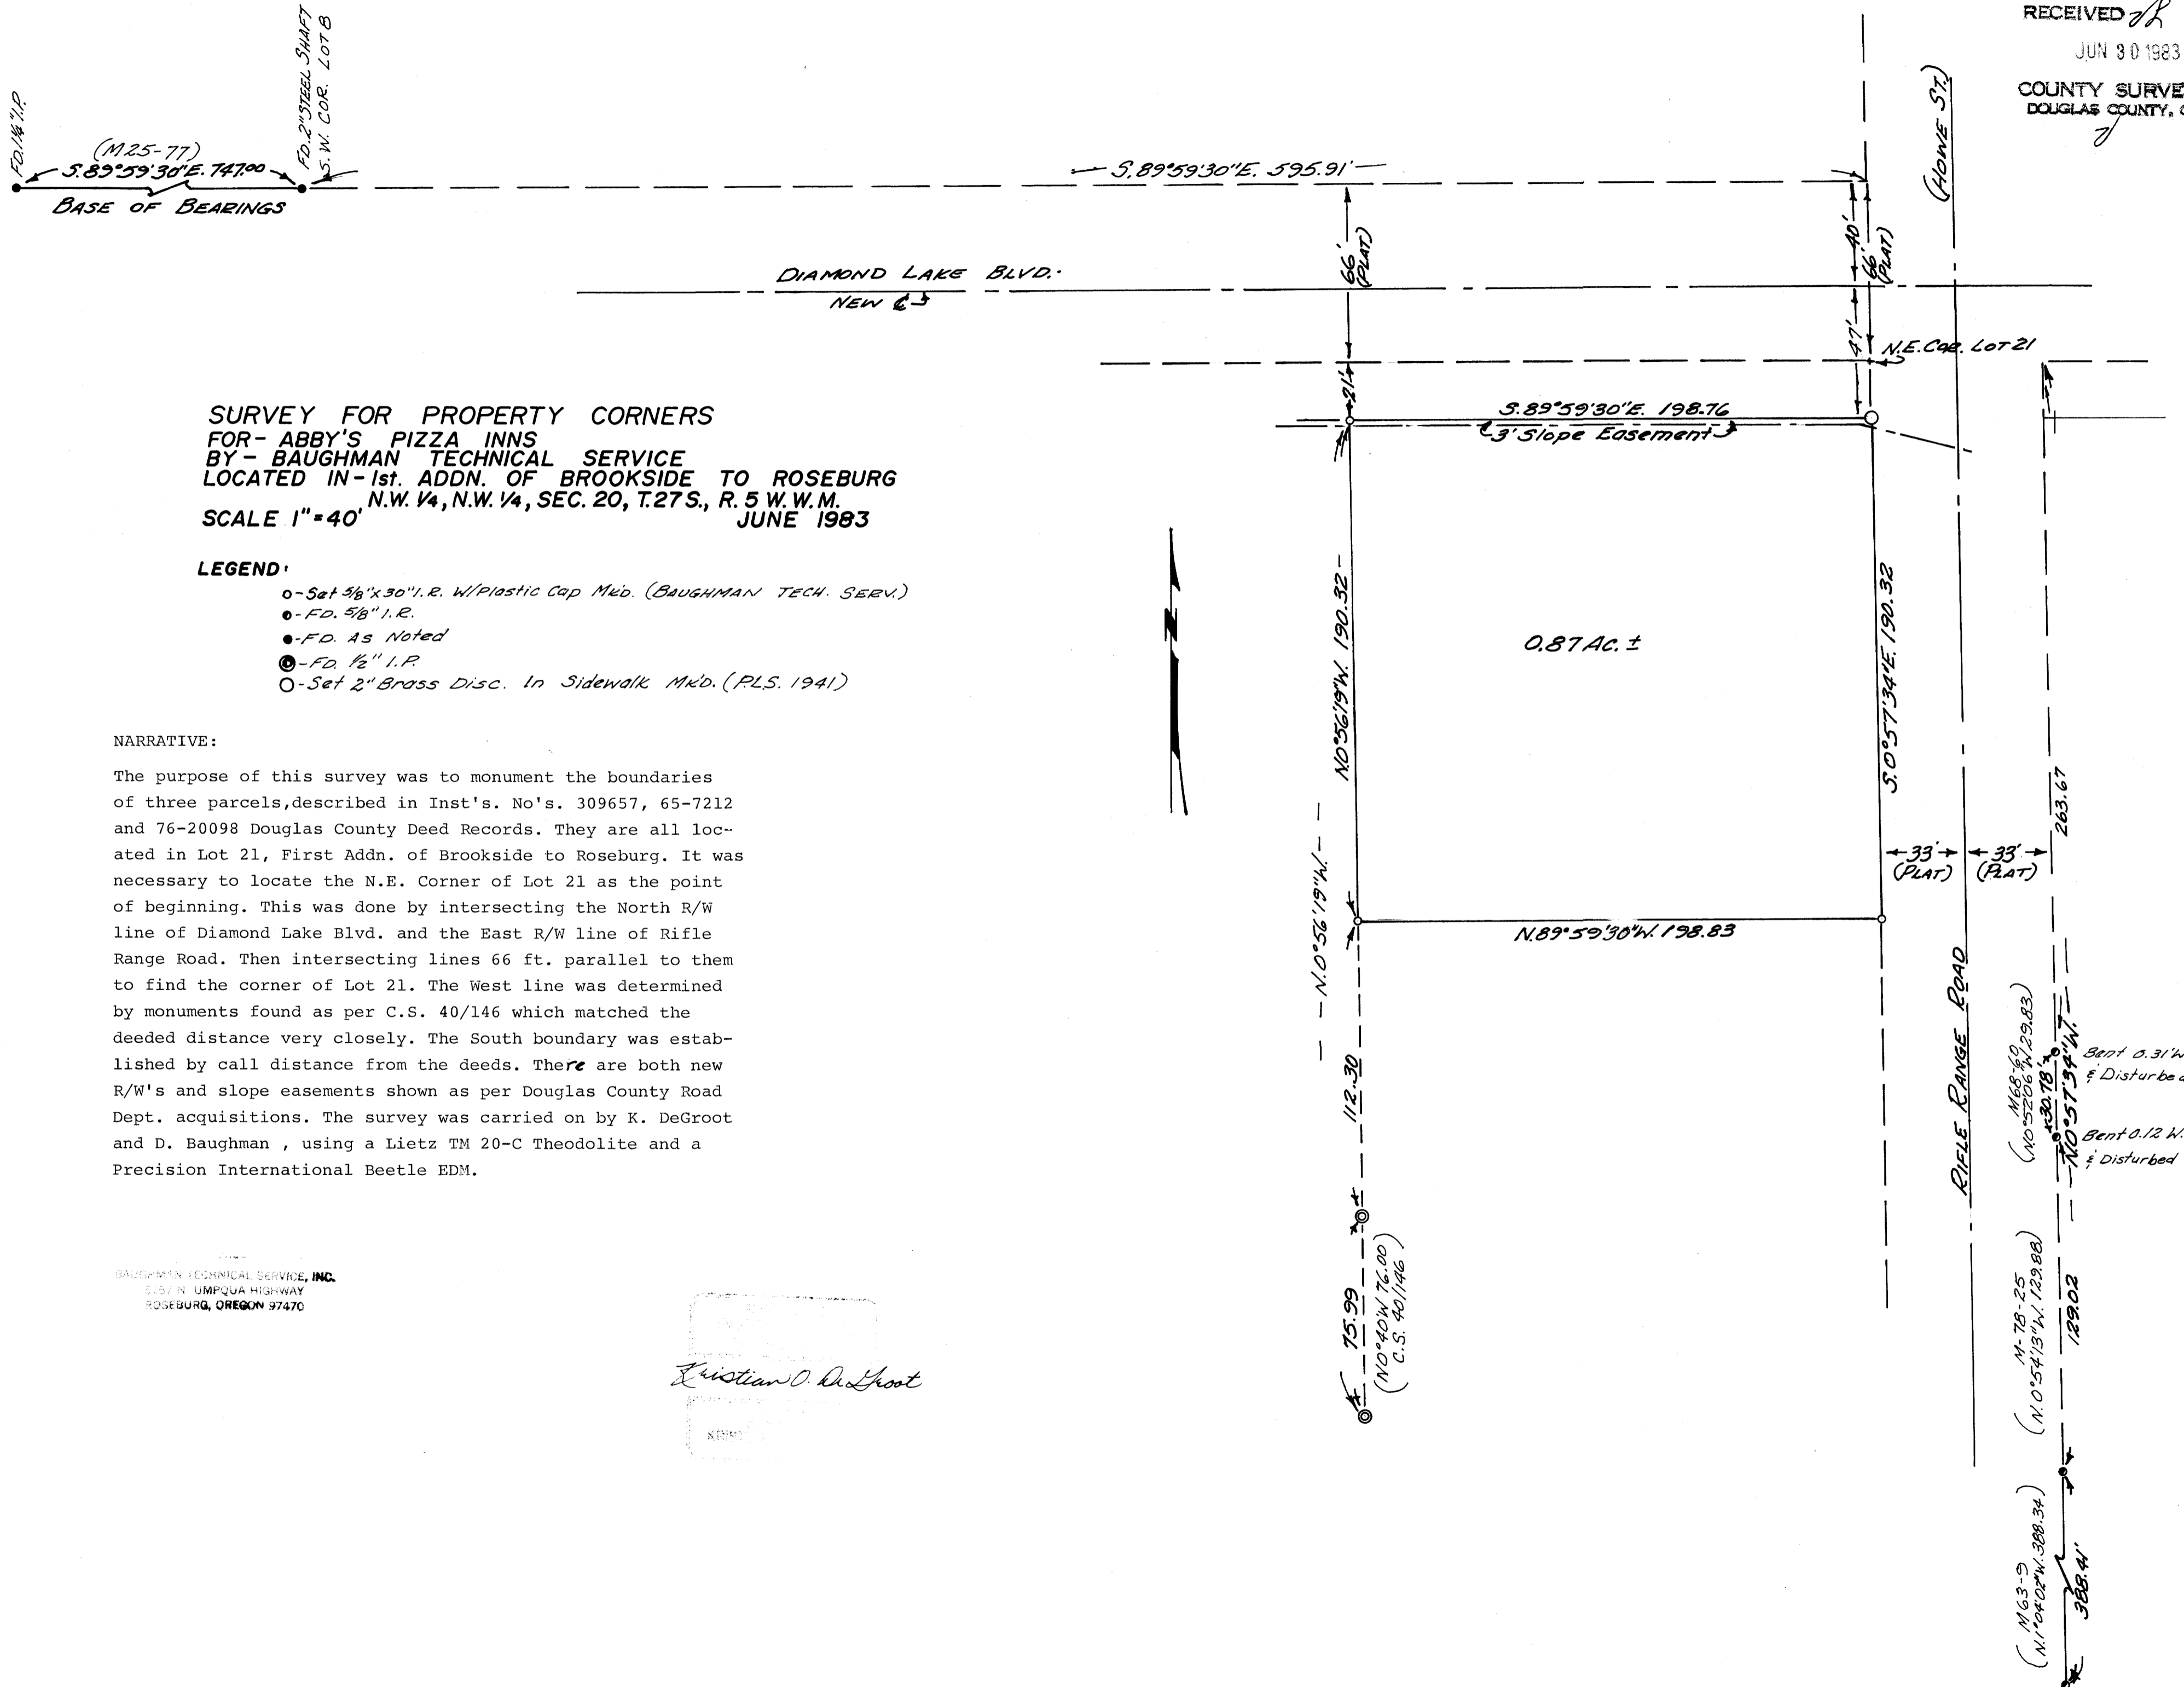 RECEIVED
JUN 30 1983
COUNTY SURVE
DOUGLAS COUNTY,
FD. 1¼" I.P.
FD. 2" STEEL SHAFT
S.W. COR. LOT 8
(M25-77)
S.89°59'30"E. 747.00
BASE OF BEARINGS
S.89°59'30"E. 595.91'
(HOWE ST.)
66'
(PLAT)
40'
66'
(PLAT)
DIAMOND LAKE BLVD.
NEW ℄
47'
N.E. COR. LOT 21
21'
S.89°59'30"E. 198.76
3' Slope Easement
SURVEY FOR PROPERTY CORNERS
FOR - ABBY'S PIZZA INNS
BY - BAUGHMAN TECHNICAL SERVICE
LOCATED IN - 1st. ADDN. OF BROOKSIDE TO ROSEBURG
N.W. ¼, N.W. ¼, SEC. 20, T.27 S., R. 5 W. W.M.
SCALE 1"=40' JUNE 1983
LEGEND:
o-Set 5/8"x30" I.R. W/Plastic Cap Mk'd. (BAUGHMAN TECH. SERV.)
-FD. 5/8" I.R.
●-FD. As Noted
-FD. ½" I.P.
O-Set 2" Brass Disc. In Sidewalk MK'D. (P.L.S. 1941)
N.0°56'19"W. 190.32
0.87 Ac. ±
S.0°57'34"E. 190.32
263.67
33' 33'
(PLAT) (PLAT)
N.0°56'19"W.
N.89°59'30"W. 198.83
NARRATIVE:
The purpose of this survey was to monument the boundaries
of three parcels,described in Inst's. No's. 309657, 65-7212
and 76-20098 Douglas County Deed Records. They are all loc-
ated in Lot 21, First Addn. of Brookside to Roseburg. It was
necessary to locate the N.E. Corner of Lot 21 as the point
of beginning. This was done by intersecting the North R/W
line of Diamond Lake Blvd. and the East R/W line of Rifle
Range Road. Then intersecting lines 66 ft. parallel to them
to find the corner of Lot 21. The West line was determined
by monuments found as per C.S. 40/146 which matched the
deeded distance very closely. The South boundary was estab-
lished by call distance from the deeds. There are both new
R/W's and slope easements shown as per Douglas County Road
Dept. acquisitions. The survey was carried on by K. DeGroot
and D. Baughman , using a Lietz TM 20-C Theodolite and a
Precision International Beetle EDM.
RIFLE RANGE ROAD
M68-69
(N.0°52'06"W. 29.83)
30.78'
N.0°57'34"W.
Bent 0.31' W
& Disturbed
Bent 0.12 W.
& Disturbed
112.30
75.99
(N0°40'W 76.00)
C.S. 40/146
M-78-25
(N.0°54'13"W. 129.88)
129.02
M63-9
(N.1°04'02"W. 388.34)
388.41'
BAUGHMAN TECHNICAL SERVICE, INC.
N. UMPQUA HIGHWAY
ROSEBURG, OREGON 97470
Kristian O. DeGroot